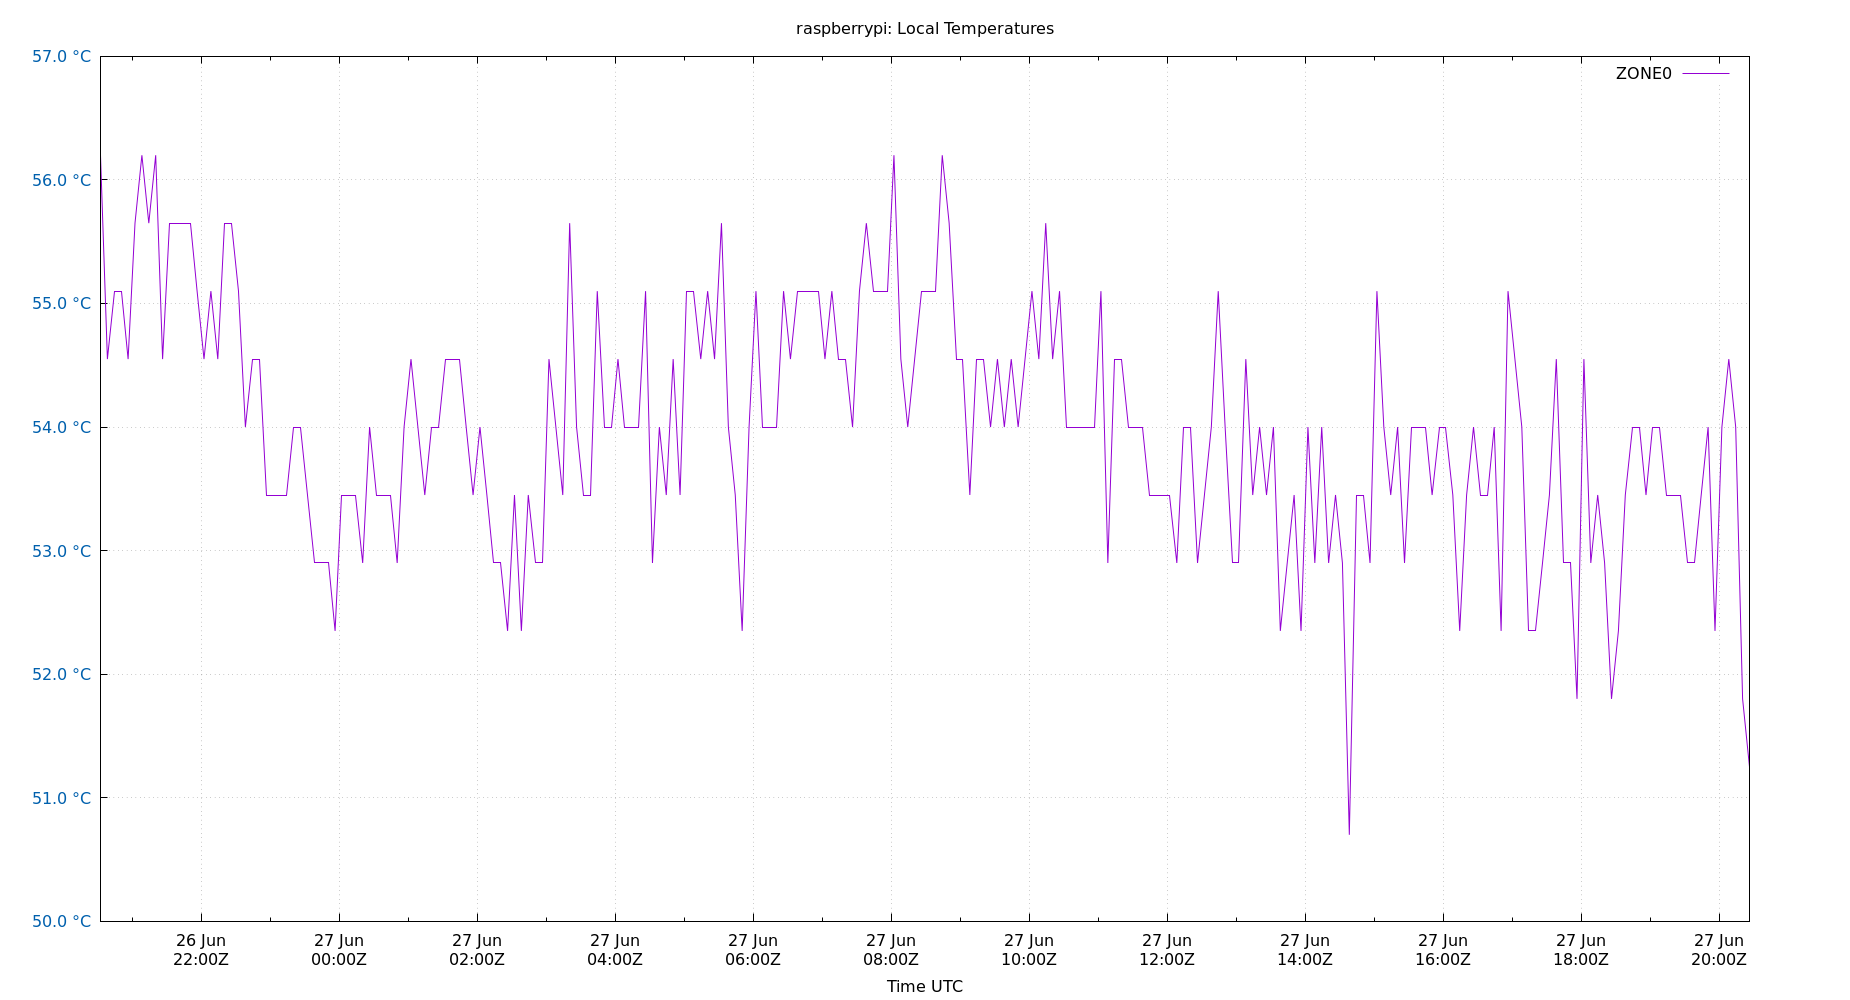 raspberrypi: Local Temperatures
57.0 °C
ZONE0
56.0 °C
55.0 °C
54.0 °C
53.0 °C
52.0 °C
51.0 °C
50.0 °C
26 Jun 27 Jun 27 Jun 27 Jun 27 Jun 27 Jun 27 Jun 27 Jun 27 Jun 27 Jun 27 Jun 27 Jun
22:00Z 00:00Z 02:00Z 04:00Z 06:00Z 08:00Z 10:00Z 12:00Z 14:00Z 16:00Z 18:00Z 20:00Z
Time UTC